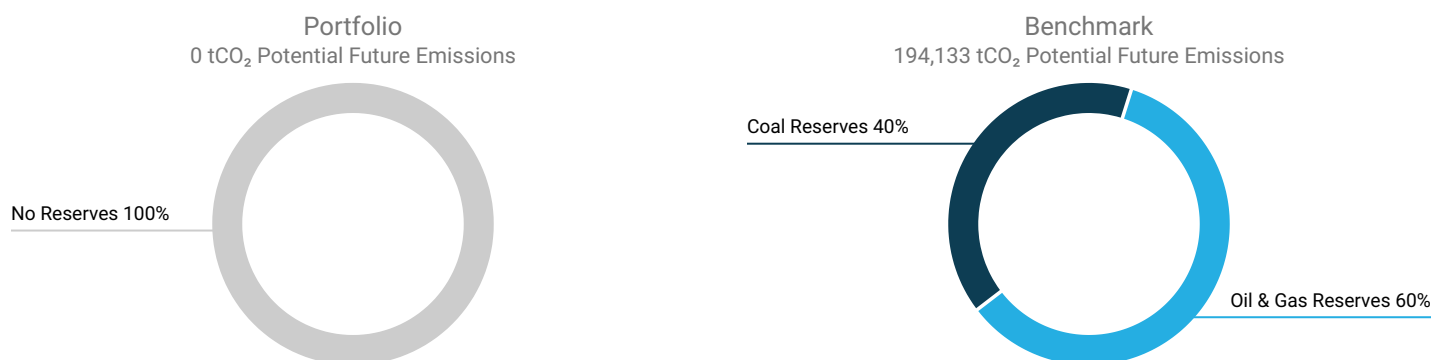 Portfolio
0 tCO₂ Potential Future Emissions
No Reserves 100%
Benchmark
194,133 tCO₂ Potential Future Emissions
Coal Reserves 40%
Oil & Gas Reserves 60%